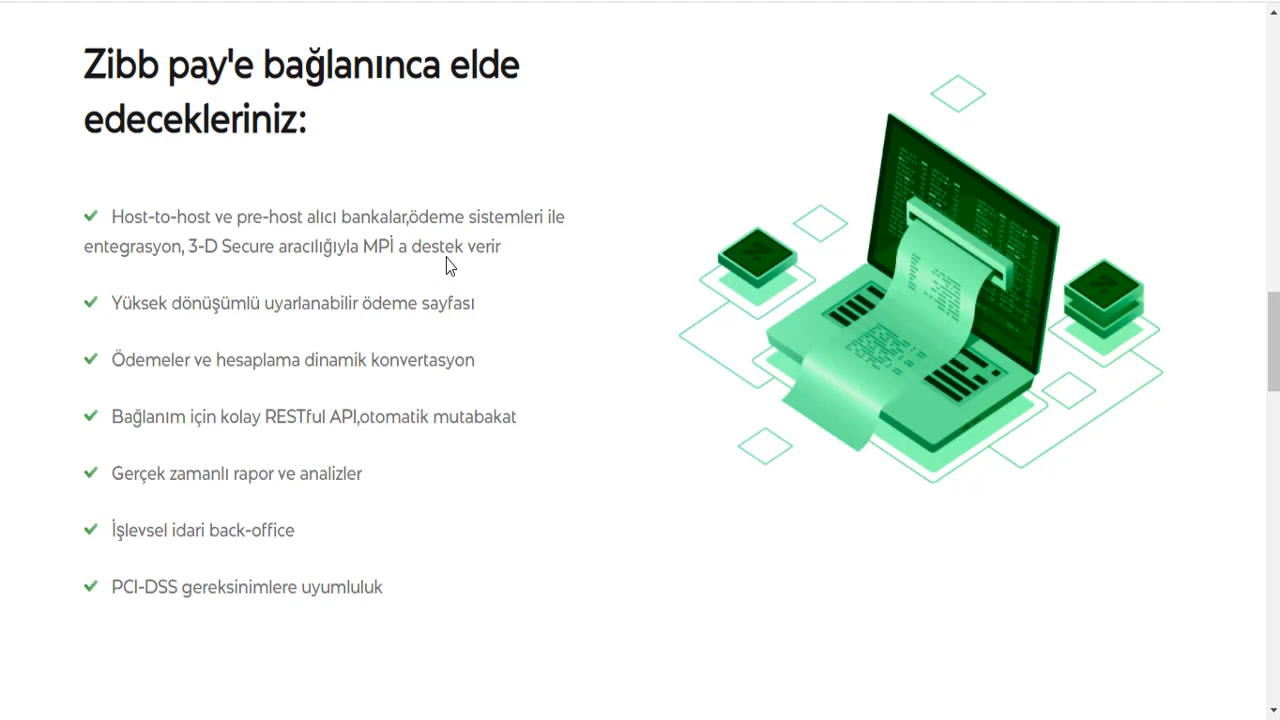 Zibb pay'e bağlanınca elde
edecekleriniz:
Host-to-host ve pre-host alıcı bankalar,ödeme sistemleri ile
entegrasyon, 3-D Secure aracılığıyla MPİ a destek verir
Yüksek dönüşümlü uyarlanabilir ödeme sayfası
Ödemeler ve hesaplama dinamik konvertasyon
Bağlanım için kolay RESTful API,otomatik mutabakat
Gerçek zamanlı rapor ve analizler
İşlevsel idari back-office
PCI-DSS gereksinimlere uyumluluk